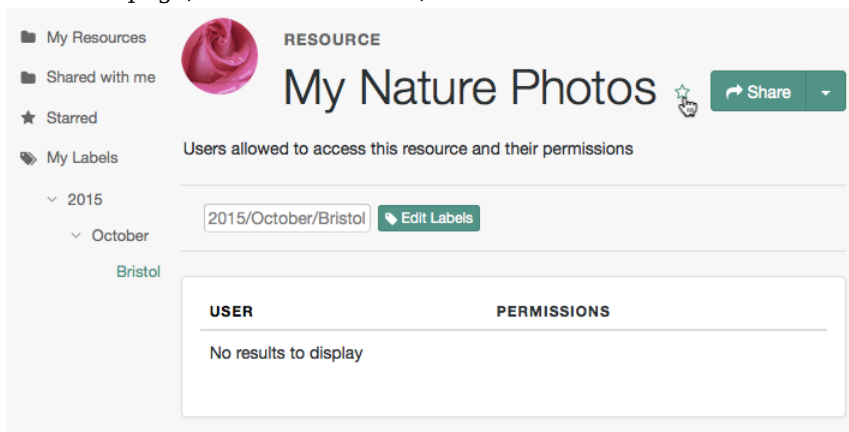 My Resources
Shared with me
Starred
My Labels
2015
October
Bristol
RESOURCE
My Nature Photos
Share
Users allowed to access this resource and their permissions
2015/October/Bristol
Edit Labels
USER PERMISSIONS
No results to display